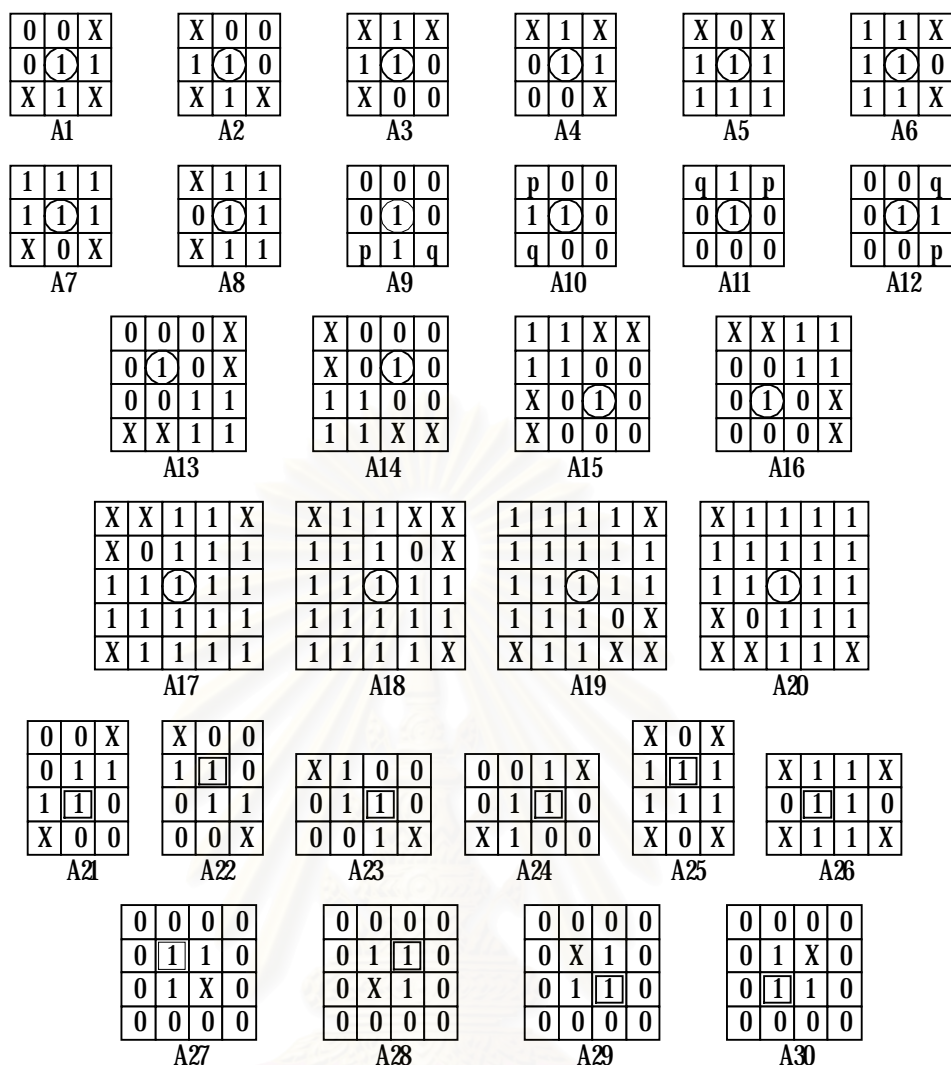 0 0 X X 0 0 X 1 X X 1 X X 0 X 1 1 X
0 1 1 1 1 0 1 1 0 0 1 1 1 1 1 1 1 0
X 1 X X 1 X X 0 0 0 0 X 1 1 1 1 1 X
A1 A2 A3 A4 A5 A6
1 1 1 X 1 1 0 0 0 p 0 0 q 1 p 0 0 q
1 1 1 0 1 1 0 1 0 1 1 0 0 1 0 0 1 1
X 0 X X 1 1 p 1 q q 0 0 0 0 0 0 0 p
A7 A8 A9 A10 A11 A12
0 0 0 X X 0 0 0 1 1 X X X X 1 1
0 1 0 X X 0 1 0 1 1 0 0 0 0 1 1
0 0 1 1 1 1 0 0 X 0 1 0 0 1 0 X
X X 1 1 1 1 X X X 0 0 0 0 0 0 X
A13 A14 A15 A16
X X 1 1 X X 1 1 X X 1 1 1 1 X X 1 1 1 1
X 0 1 1 1 1 1 1 0 X 1 1 1 1 1 1 1 1 1 1
1 1 1 1 1 1 1 1 1 1 1 1 1 1 1 1 1 1 1 1
1 1 1 1 1 1 1 1 1 1 1 1 1 0 X X 0 1 1 1
X 1 1 1 1 1 1 1 1 X X 1 1 X X X X 1 1 X
A17 A18 A19 A20
0 0 X X 0 0 X 0 X
0 1 1 1 1 0 X 1 0 0 0 0 1 X 1 1 1 X 1 1 X
1 1 0 0 1 1 0 1 1 0 0 1 1 0 1 1 1 0 1 1 0
X 0 0 0 0 X 0 0 1 X X 1 0 0 X 0 X X 1 1 X
A21 A22 A23 A24 A25 A26
0 0 0 0 0 0 0 0 0 0 0 0 0 0 0 0
0 1 1 0 0 1 1 0 0 X 1 0 0 1 X 0
0 1 X 0 0 X 1 0 0 1 1 0 0 1 1 0
0 0 0 0 0 0 0 0 0 0 0 0 0 0 0 0
A27 A28 A29 A30